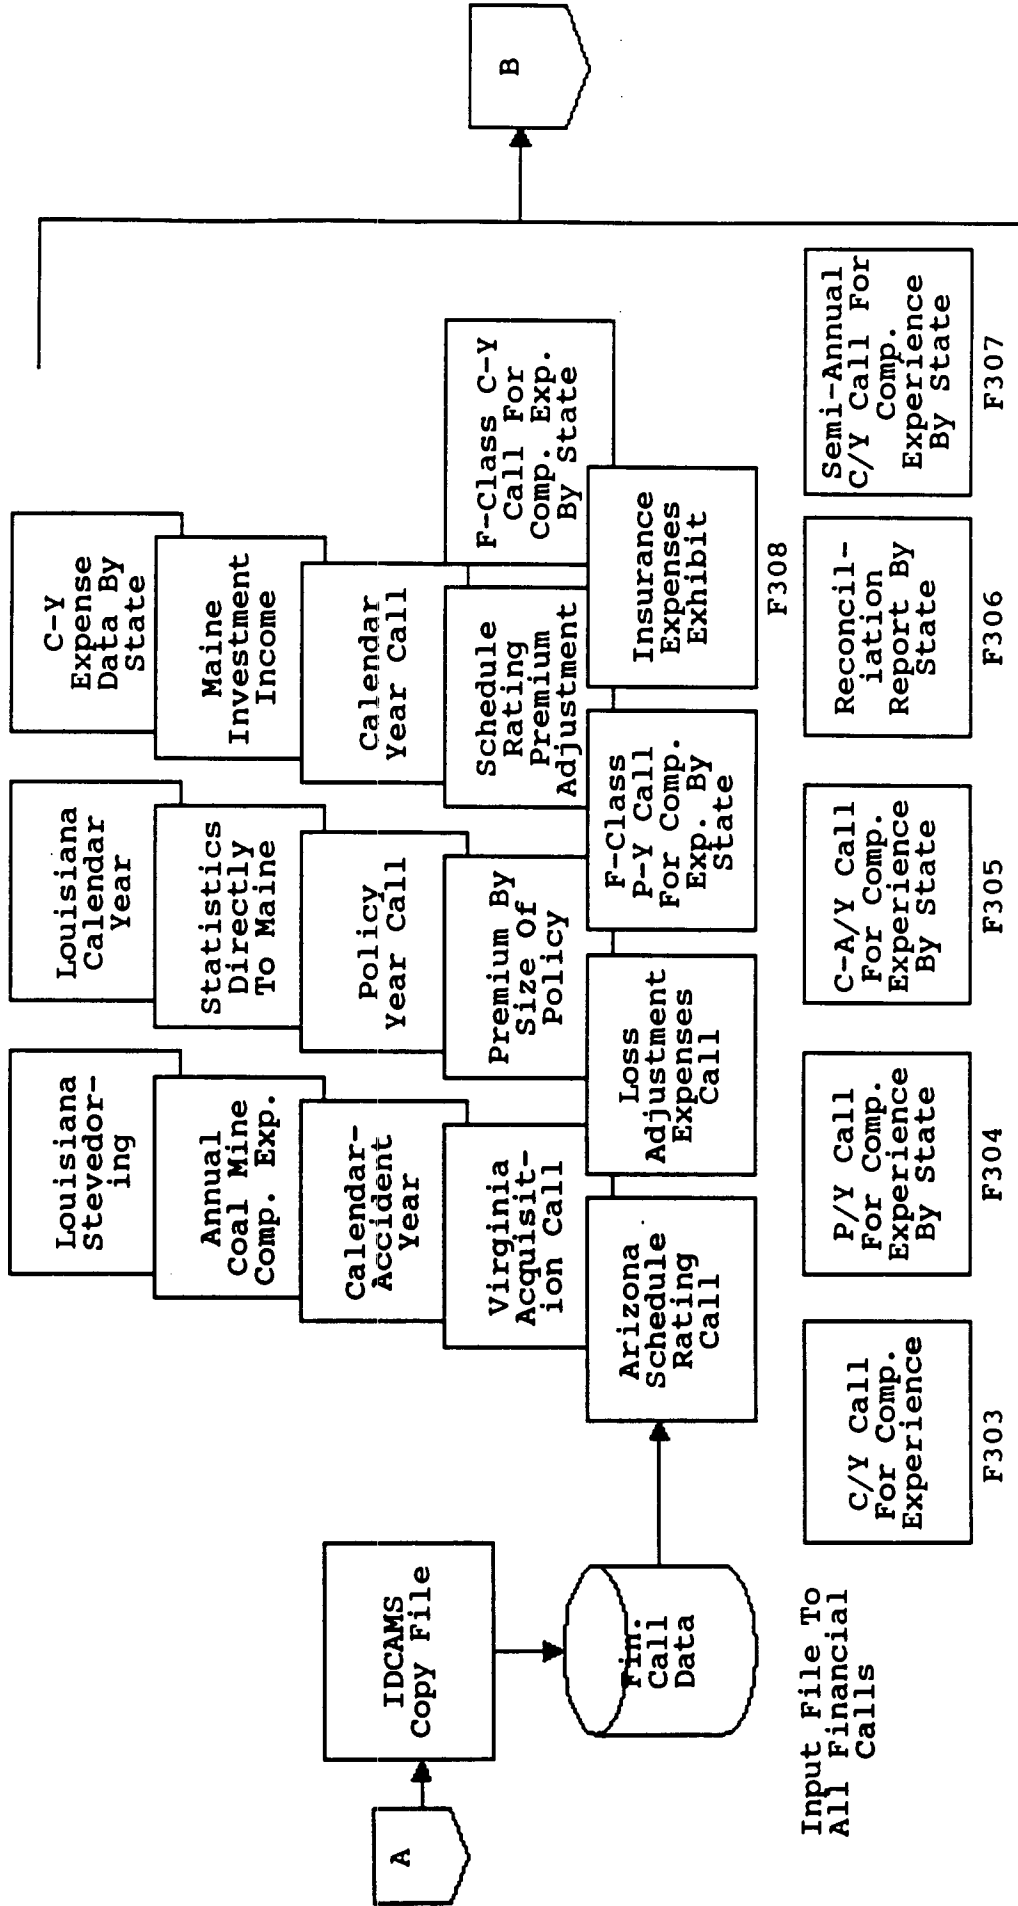 A
IDCAMS
Copy File
Fin.
Call
Data
Input File To
All Financial
Calls
Louisiana
Stevedor-
ing
Louisiana
Calendar
Year
C-Y
Expense
Data By
State
Annual
Coal Mine
Comp. Exp.
Statistics
Directly
To Maine
Maine
Investment
Income
Calendar-
Accident
Year
Policy
Year Call
Calendar
Year Call
Virginia
Acquisit-
ion Call
Premium By
Size Of
Policy
Schedule
Rating
Premium
Adjustment
F-Class C-Y
Call For
Comp. Exp.
By State
Arizona
Schedule
Rating
Call
Loss
Adjustment
Expenses
Call
F-Class
P-Y Call
For Comp.
Exp. By
State
Insurance
Expenses
Exhibit
F308
C/Y Call
For Comp.
Experience
F303
P/Y Call
For Comp.
Experience
By State
F304
C-A/Y Call
For Comp.
Experience
By State
F305
Reconcil-
iation
Report By
State
F306
Semi-Annual
C/Y Call For
Comp.
Experience
By State
F307
B